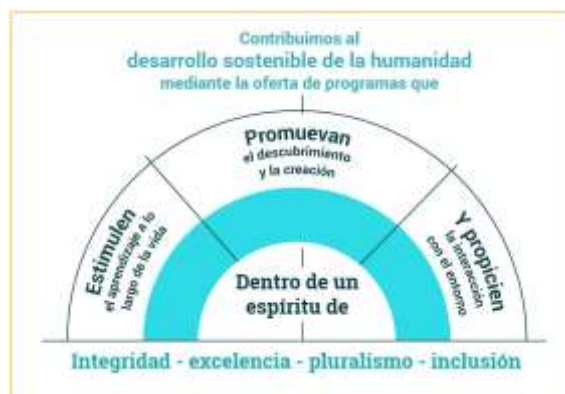 Contribuimos al
desarrollo sostenible de la humanidad
mediante la oferta de programas que
Estimulen
el aprendizaje a lo
largo de la vida
Promuevan
el descubrimiento
y la creación
Y propicien
la interacción
con el entorno
Dentro de un
espíritu de
Integridad - excelencia - pluralismo - inclusión